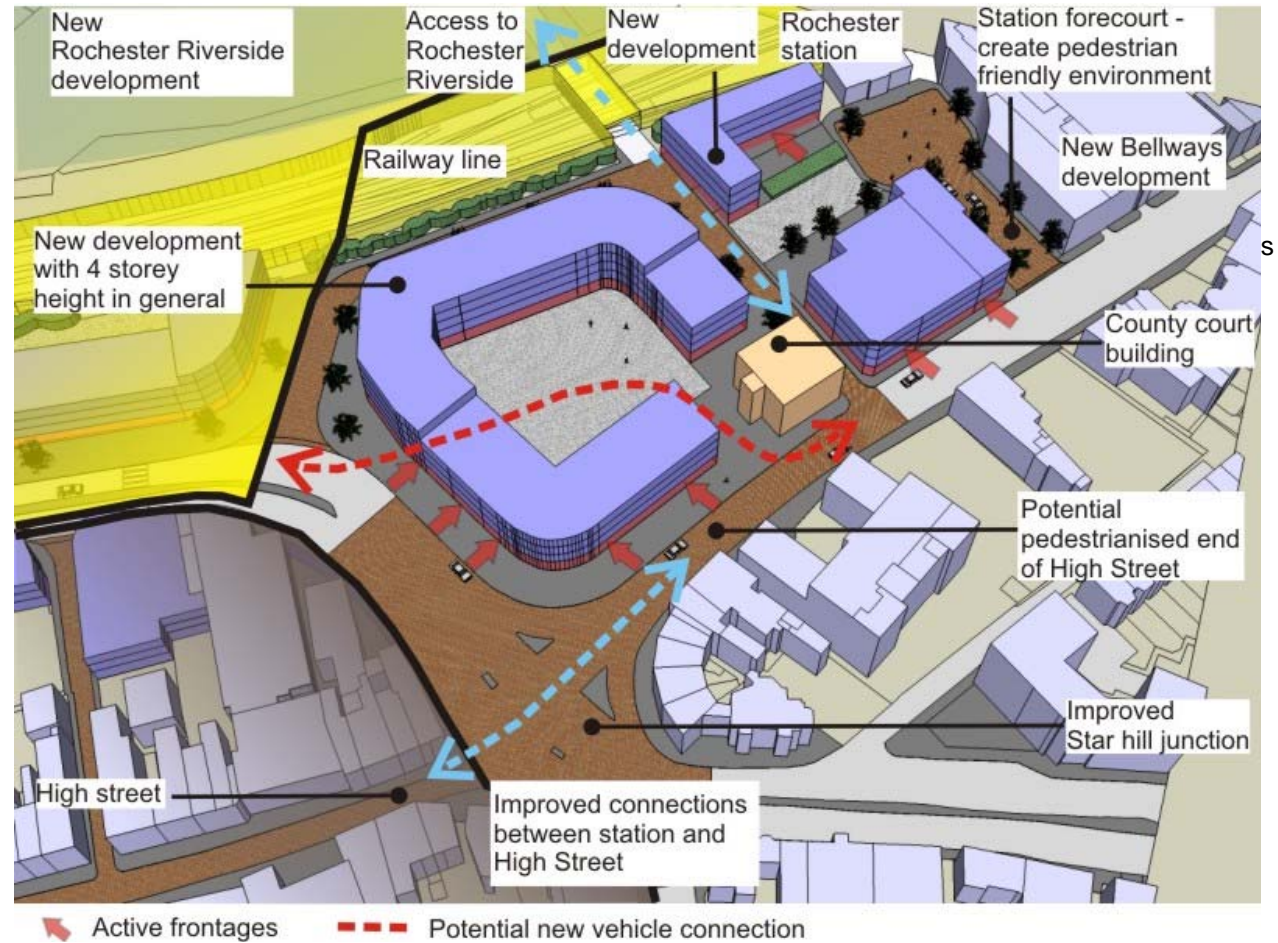 New
Rochester Riverside
development
Access to
Rochester
Riverside
New
development
Rochester
station
Station forecourt -
create pedestrian
friendly environment
Railway line
New Bellways
development
New development
with 4 storey
height in general
s
County court
building
Potential
pedestrianised end
of High Street
Improved
Star hill junction
High street
Improved connections
between station and
High Street
Active frontages
Potential new vehicle connection